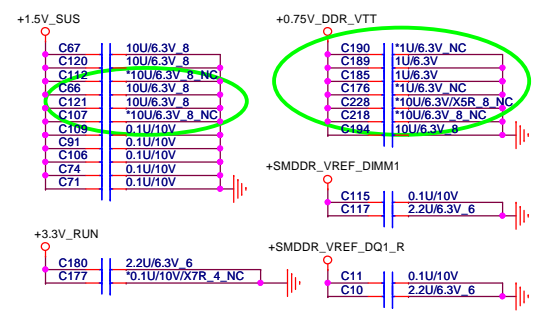 +1.5V_SUS
C67 10U/6.3V_8
C120 10U/6.3V_8
C112 *10U/6.3V_8_NC
C66 10U/6.3V_8
C121 10U/6.3V_8
C107 *10U/6.3V_8_NC
C109 0.1U/10V
C91 0.1U/10V
C106 0.1U/10V
C74 0.1U/10V
C71 0.1U/10V
+3.3V_RUN
C180 2.2U/6.3V_6
C177 *0.1U/10V/X7R_4_NC
+0.75V_DDR_VTT
C190 *1U/6.3V_NC
C189 1U/6.3V
C185 1U/6.3V
C176 *1U/6.3V_NC
C228 *10U/6.3V/X5R_8_NC
C218 *10U/6.3V_8_NC
C194 10U/6.3V_8
+SMDDR_VREF_DIMM1
C115 0.1U/10V
C117 2.2U/6.3V_6
+SMDDR_VREF_DQ1_R
C11 0.1U/10V
C10 2.2U/6.3V_6